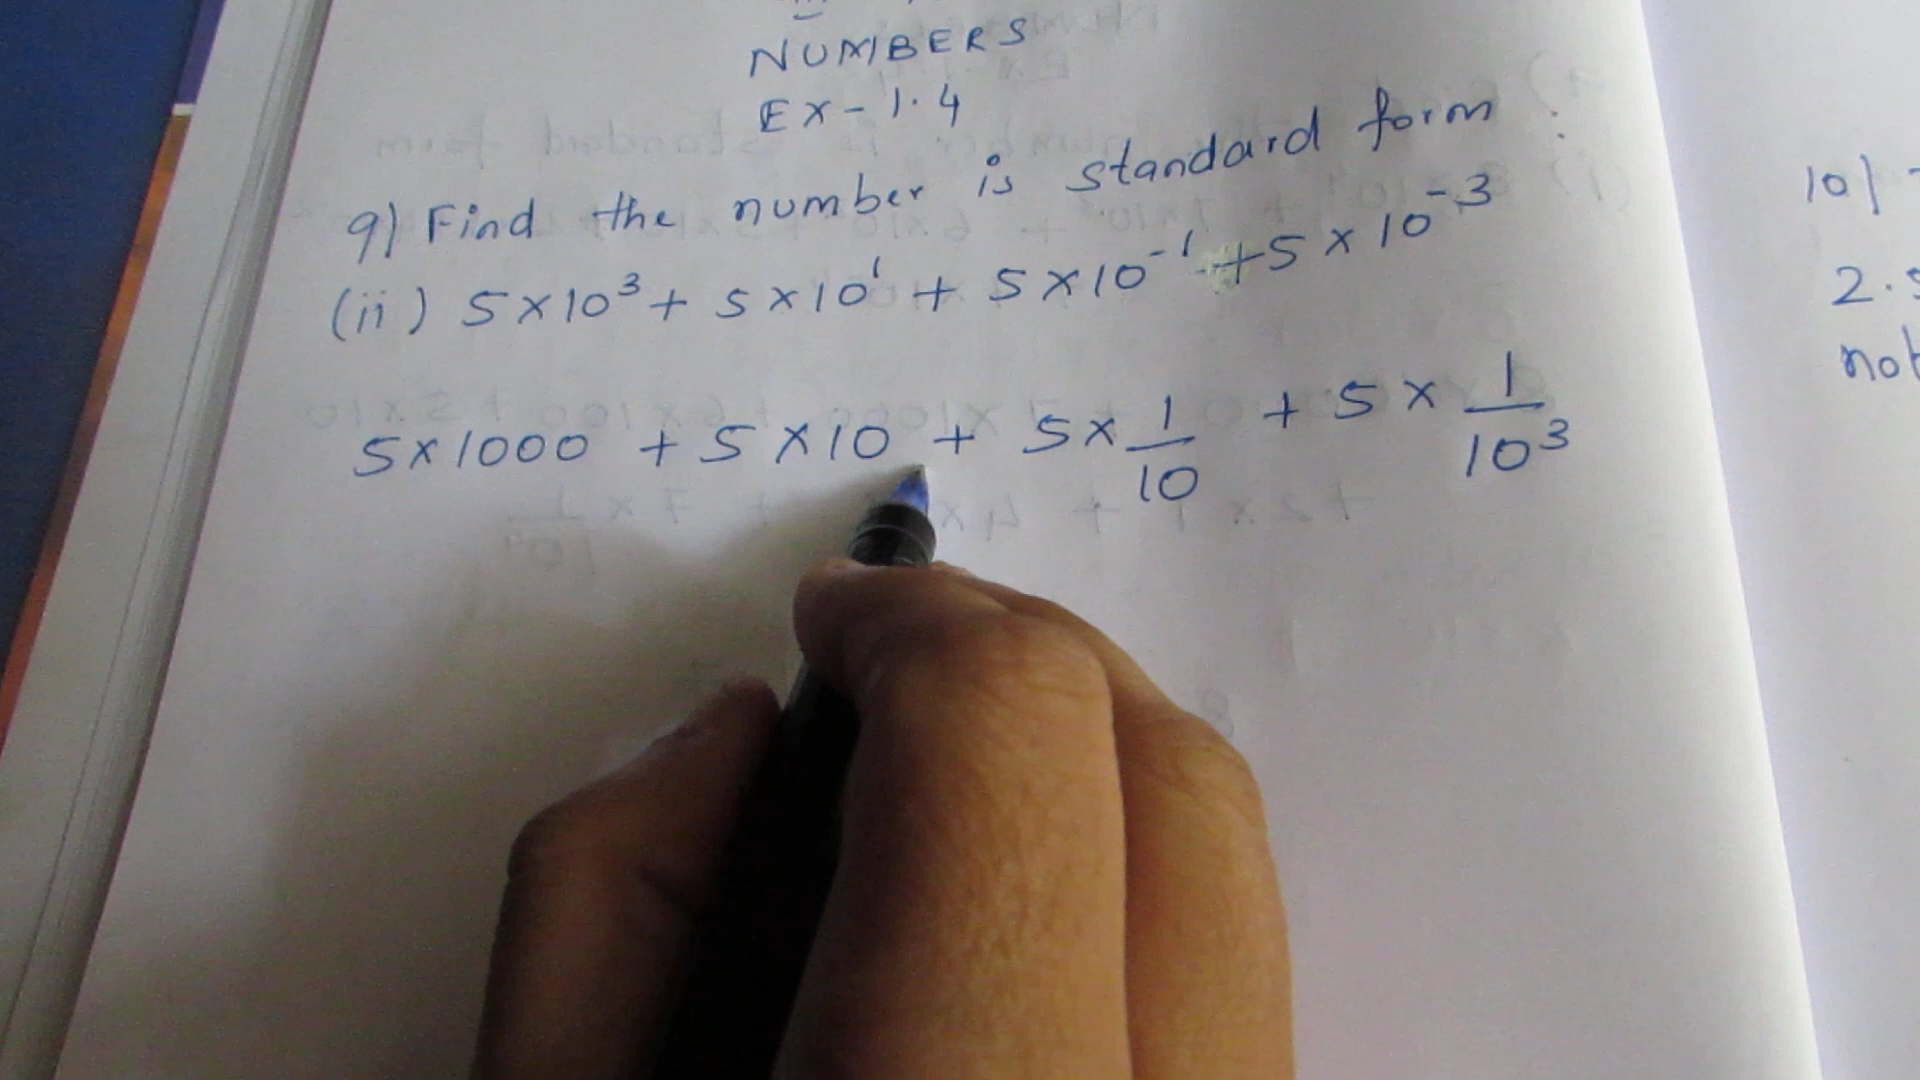 NUMBERS
EX-1.4
9) Find the number is standard form :
(ii) 5×10³ + 5×10¹ + 5×10⁻¹ + 5×10⁻³
5×1000 + 5×10 + 5×1/10 + 5×1/10³
10)
2.5
not